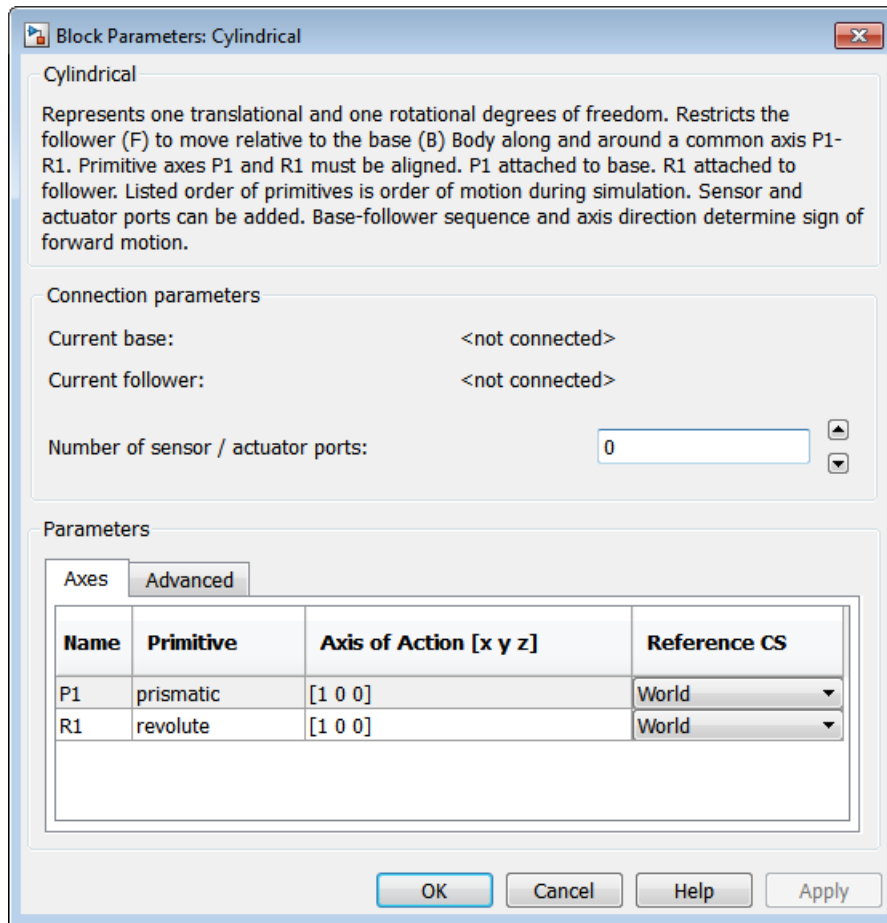 Block Parameters: Cylindrical
Cylindrical
Represents one translational and one rotational degrees of freedom. Restricts the
follower (F) to move relative to the base (B) Body along and around a common axis P1-
R1. Primitive axes P1 and R1 must be aligned. P1 attached to base. R1 attached to
follower. Listed order of primitives is order of motion during simulation. Sensor and
actuator ports can be added. Base-follower sequence and axis direction determine sign of
forward motion.
Connection parameters
Current base: <not connected>
Current follower: <not connected>
Number of sensor / actuator ports: 0
Parameters
Axes Advanced
Name Primitive Axis of Action [x y z] Reference CS
P1 prismatic [1 0 0] World
R1 revolute [1 0 0] World
OK Cancel Help Apply